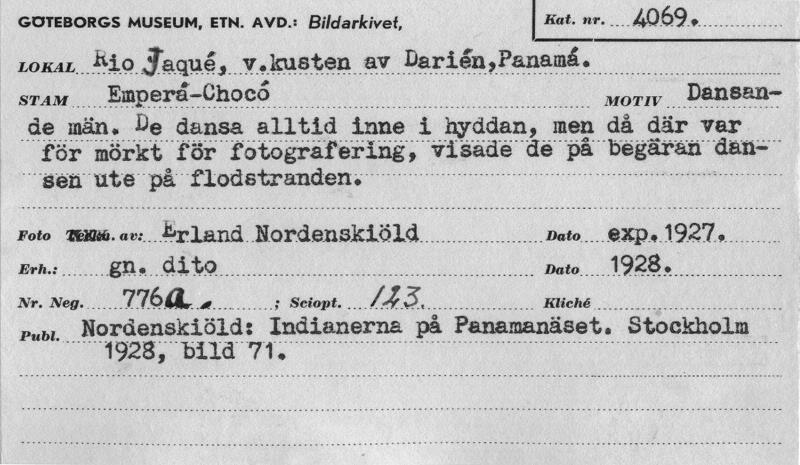 GÖTEBORGS MUSEUM, ETN. AVD.: Bildarkivet,
Kat. nr. 4069.
LOKAL Rio Jaqué, v.kusten av Darién,Panamá.
STAM Emperá-Chocó MOTIV Dansan-
de män. De dansa alltid inne i hyddan, men då där var
för mörkt för fotografering, visade de på begäran dan-
sen ute på flodstranden.
Foto av: Erland Nordenskiöld Dato exp.1927.
Erh.: gn. dito Dato 1928.
Nr. Neg. 776a. ; Sciopt. 123. Kliché
Publ. Nordenskiöld: Indianerna på Panamanäset. Stockholm
1928, bild 71.